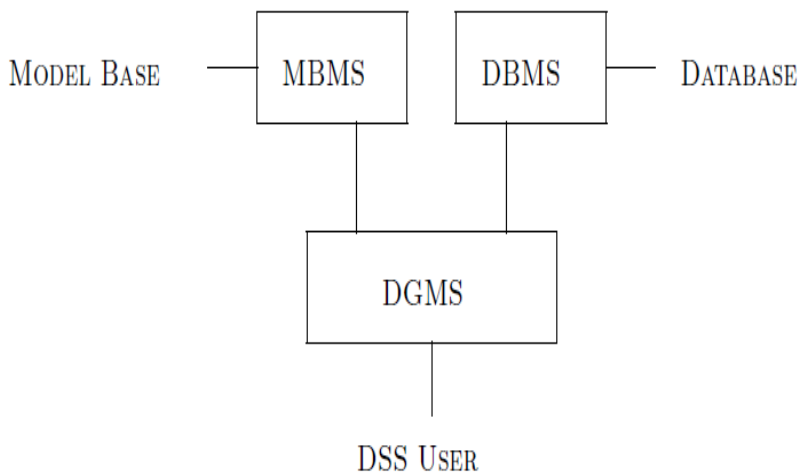 MODEL BASE
MBMS
DBMS
DATABASE
DGMS
DSS USER